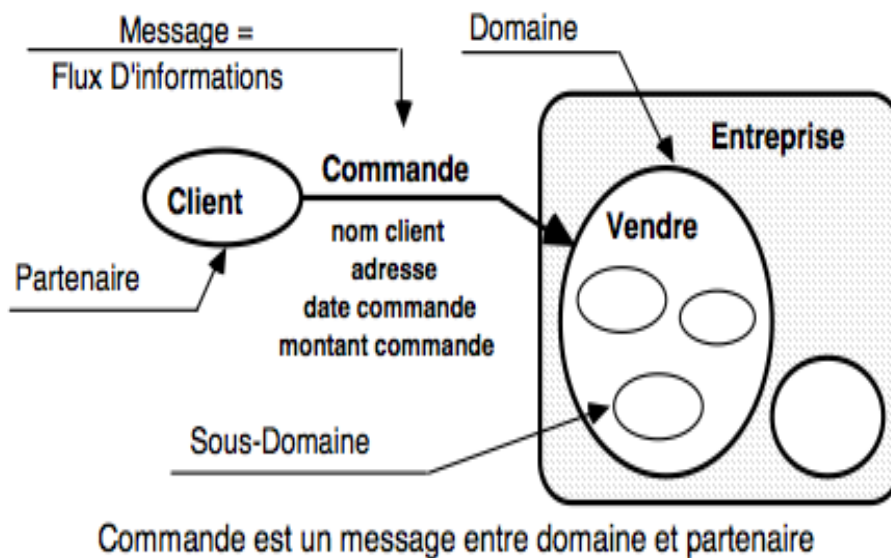 Message =
Flux D'informations
Domaine
Entreprise
Commande
Client
nom client
adresse
date commande
montant commande
Vendre
Partenaire
Sous-Domaine
Commande est un message entre domaine et partenaire